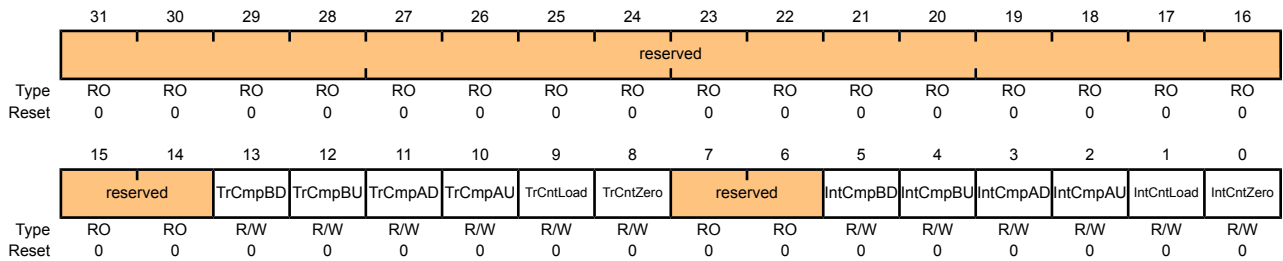 31 30 29 28 27 26 25 24 23 22 21 20 19 18 17 16
reserved
Type RO RO RO RO RO RO RO RO RO RO RO RO RO RO RO RO
Reset 0 0 0 0 0 0 0 0 0 0 0 0 0 0 0 0
15 14 13 12 11 10 9 8 7 6 5 4 3 2 1 0
reserved TrCmpBD TrCmpBU TrCmpAD TrCmpAU TrCntLoad TrCntZero reserved IntCmpBD IntCmpBU IntCmpAD IntCmpAU IntCntLoad IntCntZero
Type RO RO R/W R/W R/W R/W R/W R/W RO RO R/W R/W R/W R/W R/W R/W
Reset 0 0 0 0 0 0 0 0 0 0 0 0 0 0 0 0